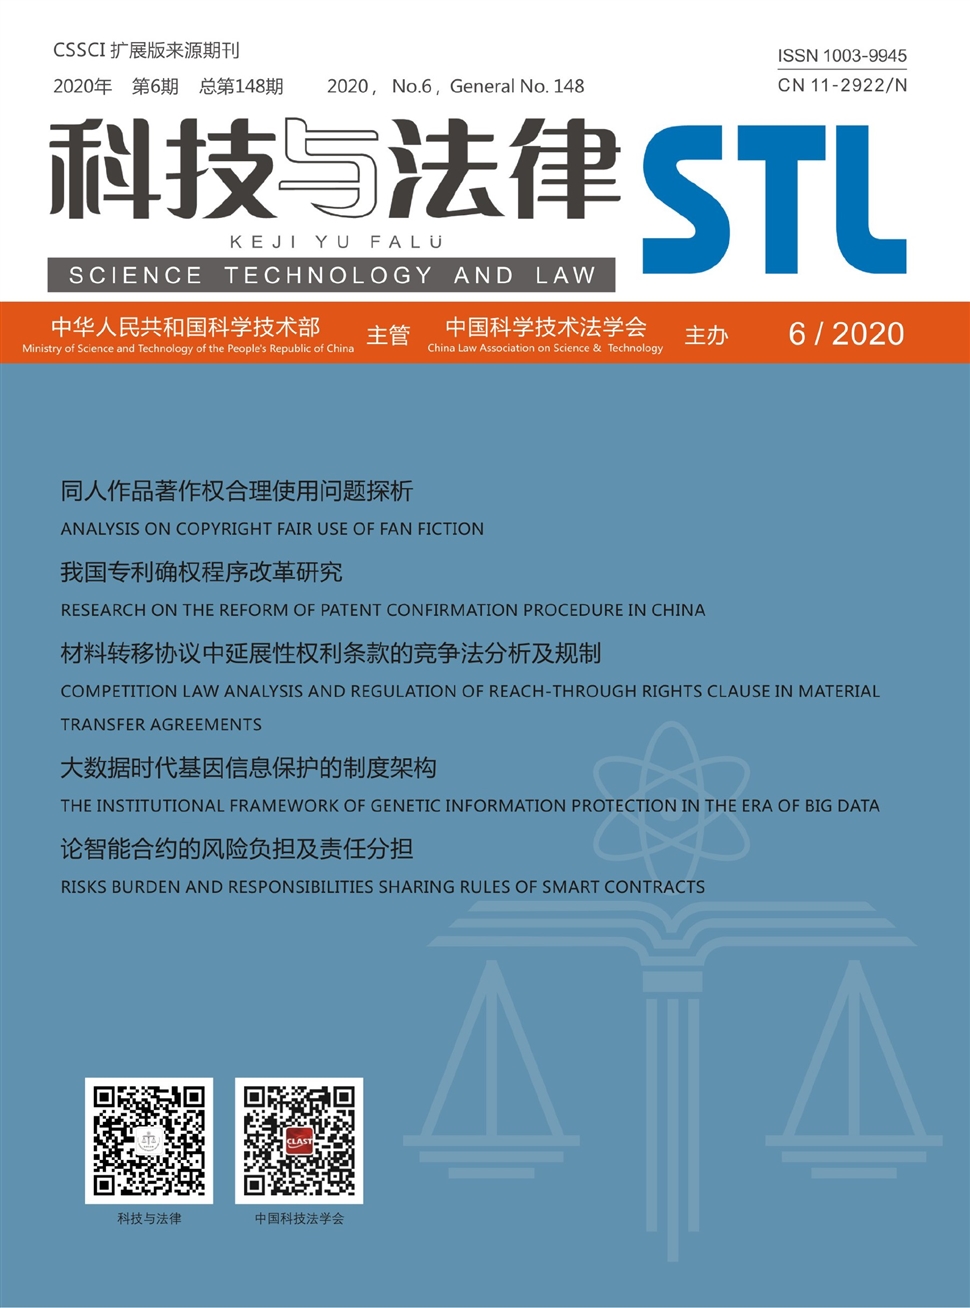 CSSCI 扩展版来源期刊
ISSN 1003-9945
2020年 第6期 总第148期 2020, No.6, General No. 148
CN 11-2922/N
科技与法律
STL
KEJI YU FALÜ
SCIENCE TECHNOLOGY AND LAW
中华人民共和国科学技术部 主管 中国科学技术法学会 主办 6 / 2020
Ministry of Science and Technology of the People's Republic of China China Law Association on Science & Technology
同人作品著作权合理使用问题探析
ANALYSIS ON COPYRIGHT FAIR USE OF FAN FICTION
我国专利确权程序改革研究
RESEARCH ON THE REFORM OF PATENT CONFIRMATION PROCEDURE IN CHINA
材料转移协议中延展性权利条款的竞争法分析及规制
COMPETITION LAW ANALYSIS AND REGULATION OF REACH-THROUGH RIGHTS CLAUSE IN MATERIAL
TRANSFER AGREEMENTS
大数据时代基因信息保护的制度架构
THE INSTITUTIONAL FRAMEWORK OF GENETIC INFORMATION PROTECTION IN THE ERA OF BIG DATA
论智能合约的风险负担及责任分担
RISKS BURDEN AND RESPONSIBILITIES SHARING RULES OF SMART CONTRACTS
CLAST
科技与法律 中国科技法学会